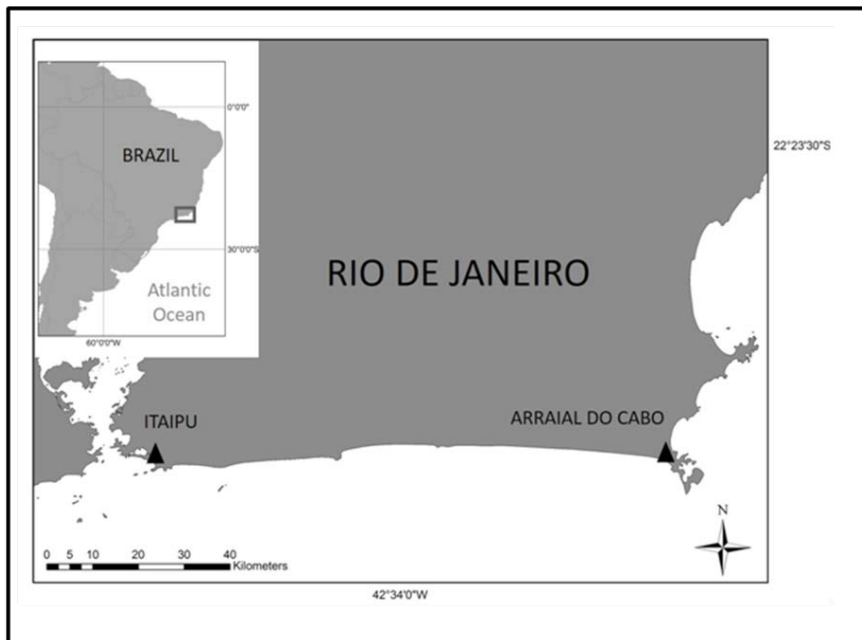 0°0'0"
BRAZIL
22°23'30"S
30°0'0"S
RIO DE JANEIRO
Atlantic
Ocean
60°0'0"W
ITAIPU
ARRAIAL DO CABO
N
0 5 10 20 30 40
Kilometers
42°34'0"W